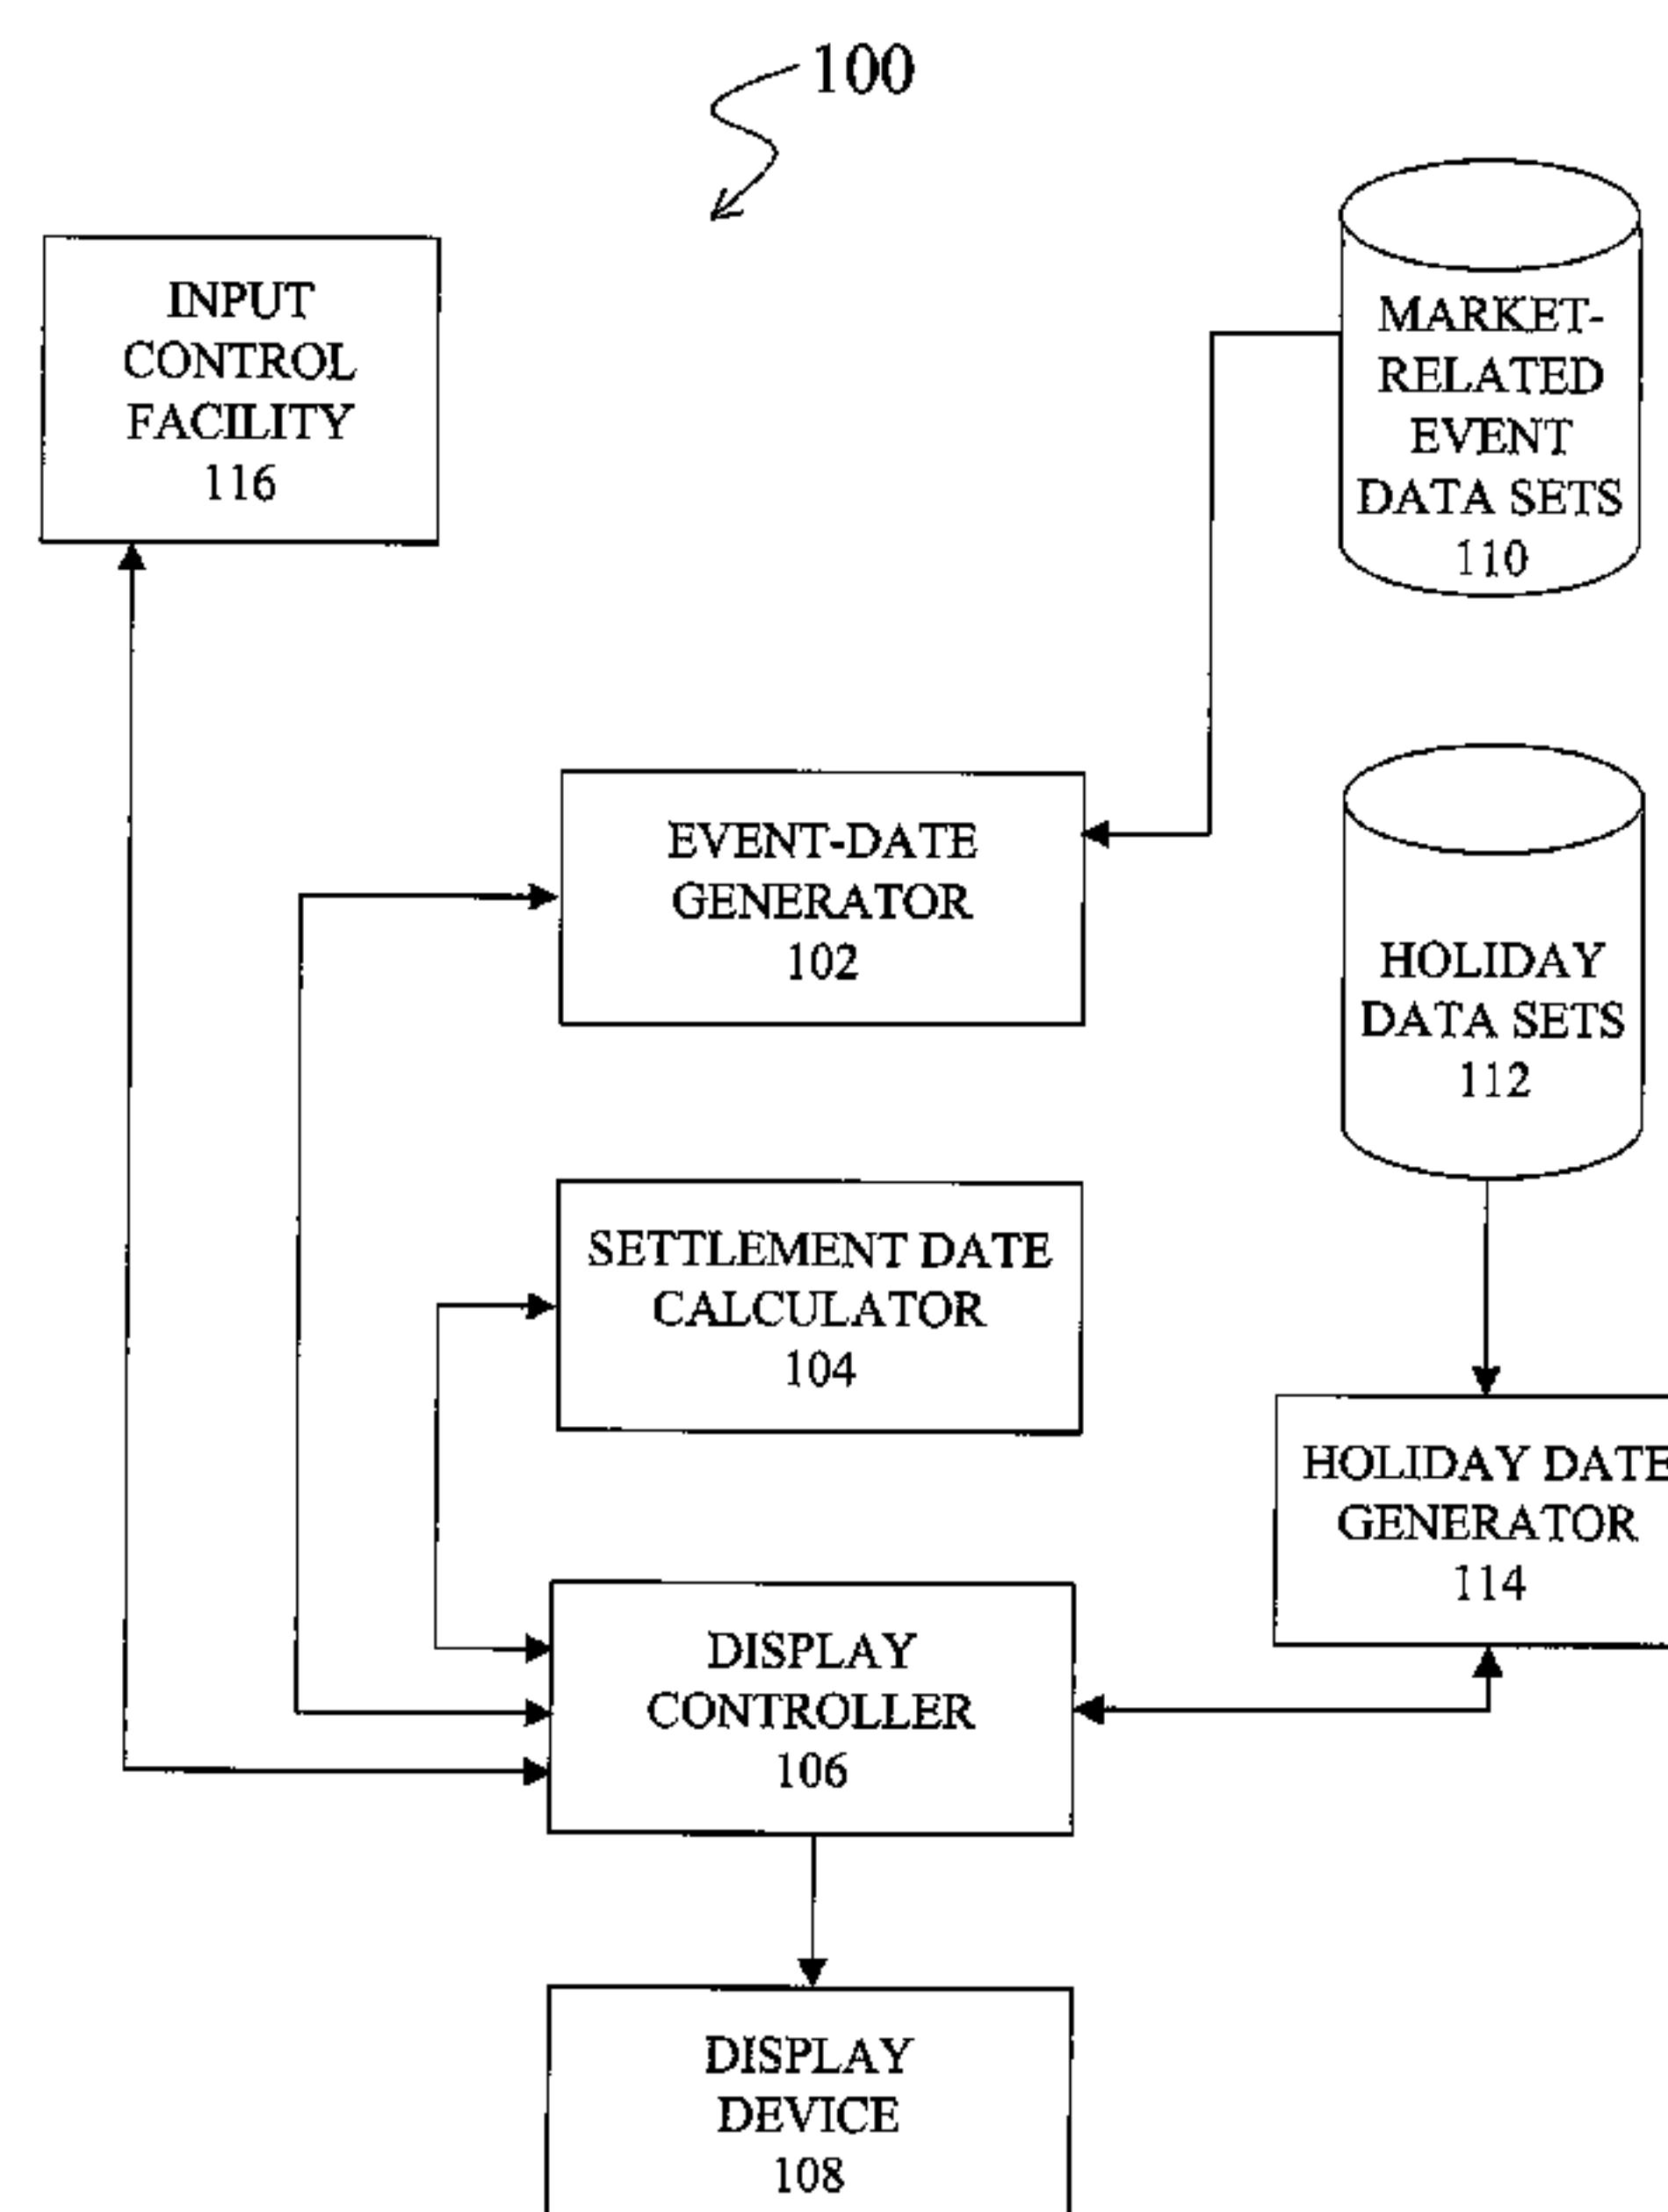 100
INPUT
CONTROL
FACILITY
116
MARKET-
RELATED
EVENT
DATA SETS
110
EVENT-DATE
GENERATOR
102
HOLIDAY
DATA SETS
112
SETTLEMENT DATE
CALCULATOR
104
HOLIDAY DATE
GENERATOR
114
DISPLAY
CONTROLLER
106
DISPLAY
DEVICE
108